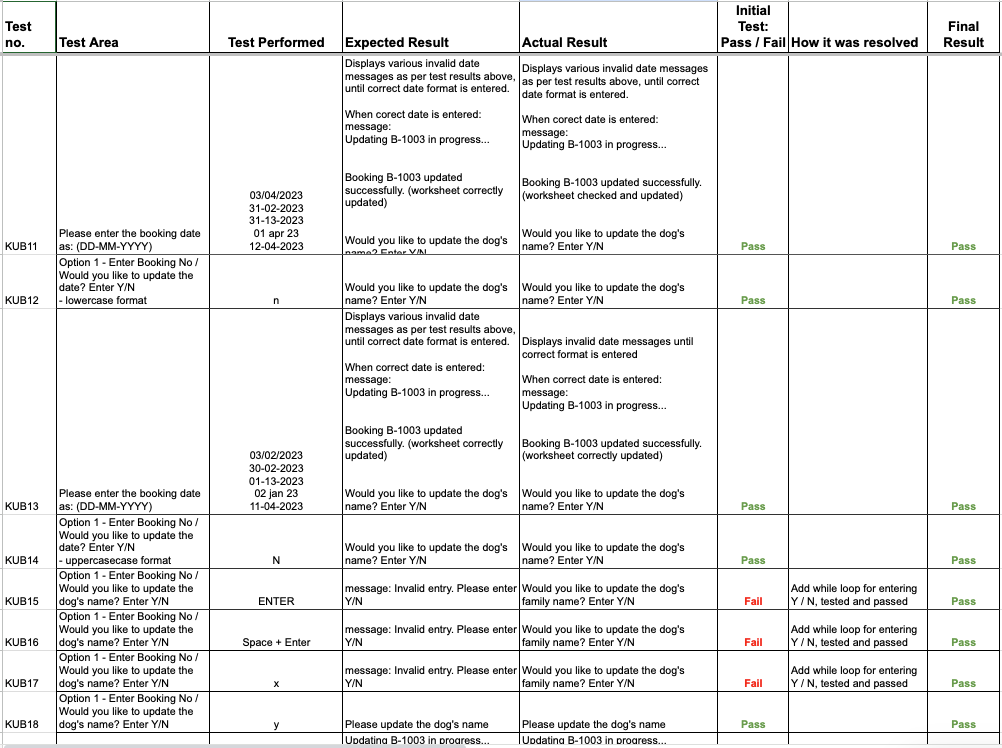 Test no.
Test Area
Test Performed
Expected Result
Actual Result
Initial Test: Pass / Fail
How it was resolved
Final Result
KUB11
Please enter the booking date
as: (DD-MM-YYYY)
03/04/2023
31-02-2023
31-13-2023
01 apr 23
12-04-2023
Displays various invalid date
messages as per test results above,
until correct date format is entered.
When corect date is entered:
message:
Updating B-1003 in progress...
Booking B-1003 updated
successfully. (worksheet correctly
updated)
Would you like to update the dog's
name? Enter Y/N
Displays various invalid date messages
as per test results above, until correct
date format is entered.
When correct date is entered:
message:
Updating B-1003 in progress...
Booking B-1003 updated successfully.
(worksheet checked and updated)
Would you like to update the dog's
name? Enter Y/N
Pass
Pass
KUB12
Option 1 - Enter Booking No /
Would you like to update the
date? Enter Y/N
- lowercase format
n
Would you like to update the dog's
name? Enter Y/N
Would you like to update the dog's
name? Enter Y/N
Pass
Pass
KUB13
Please enter the booking date
as: (DD-MM-YYYY)
03/02/2023
30-02-2023
01-13-2023
02 jan 23
11-04-2023
Displays various invalid date
messages as per test results above,
until correct date format is entered.
When correct date is entered:
message:
Updating B-1003 in progress...
Booking B-1003 updated
successfully. (worksheet correctly
updated)
Would you like to update the dog's
name? Enter Y/N
Displays invalid date messages until
correct format is entered
When correct date is entered:
message:
Updating B-1003 in progress...
Booking B-1003 updated successfully.
(worksheet correctly updated)
Would you like to update the dog's
name? Enter Y/N
Pass
Pass
KUB14
Option 1 - Enter Booking No /
Would you like to update the
date? Enter Y/N
- uppercasecase format
N
Would you like to update the dog's
name? Enter Y/N
Would you like to update the dog's
name? Enter Y/N
Pass
Pass
KUB15
Option 1 - Enter Booking No /
Would you like to update the
dog's name? Enter Y/N
ENTER
message: Invalid entry. Please enter
Y/N
Would you like to update the dog's
family name? Enter Y/N
Fail
Add while loop for entering
Y / N, tested and passed
Pass
KUB16
Option 1 - Enter Booking No /
Would you like to update the
dog's name? Enter Y/N
Space + Enter
message: Invalid entry. Please enter
Y/N
Would you like to update the dog's
family name? Enter Y/N
Fail
Add while loop for entering
Y / N, tested and passed
Pass
KUB17
Option 1 - Enter Booking No /
Would you like to update the
dog's name? Enter Y/N
x
message: Invalid entry. Please enter
Y/N
Would you like to update the dog's
family name? Enter Y/N
Fail
Add while loop for entering
Y / N, tested and passed
Pass
KUB18
Option 1 - Enter Booking No /
Would you like to update the
dog's name? Enter Y/N
y
Please update the dog's name
Please update the dog's name
Pass
Pass
Updating B-1003 in progress...
Updating B-1003 in progress...